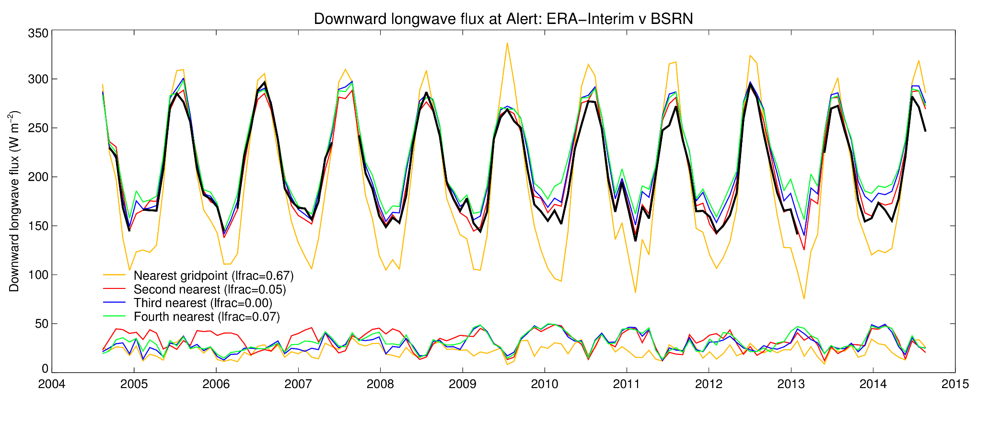 Downward longwave flux at Alert: ERA−Interim v BSRN
Downward longwave flux (W m−2)
350
300
250
200
150
100
50
0
Nearest gridpoint (lfrac=0.67)
Second nearest (lfrac=0.05)
Third nearest (lfrac=0.00)
Fourth nearest (lfrac=0.07)
2004 2005 2006 2007 2008 2009 2010 2011 2012 2013 2014 2015